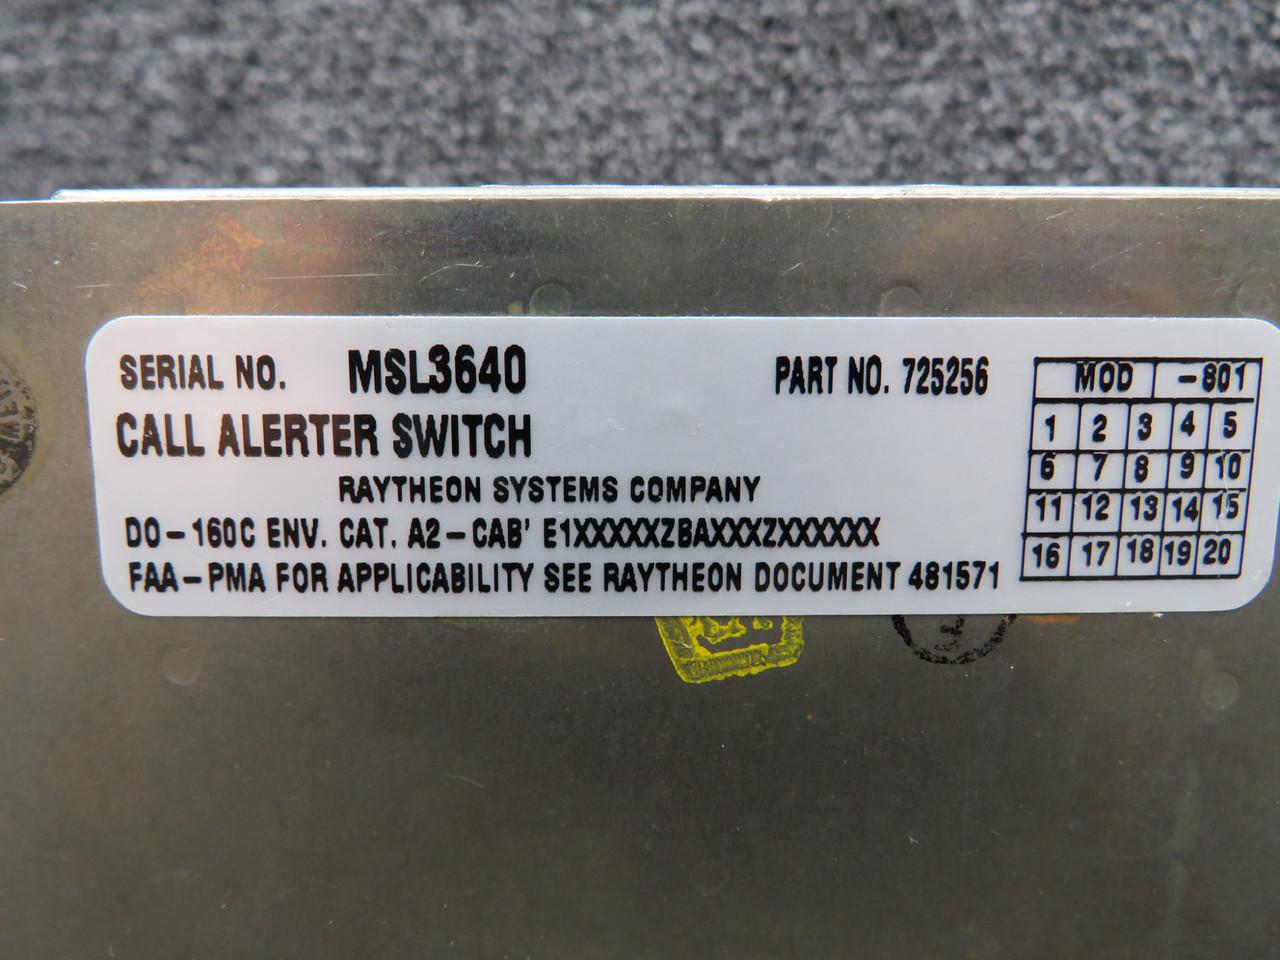 SERIAL NO. MSL3640 PART NO. 725256
CALL ALERTER SWITCH
RAYTHEON SYSTEMS COMPANY
DO-160C ENV. CAT. A2-CAB' E1XXXXXZBAXXXZXXXXXX
FAA-PMA FOR APPLICABILITY SEE RAYTHEON DOCUMENT 481571
MOD -801
1 2 3 4 5
6 7 8 9 10
11 12 13 14 15
16 17 18 19 20